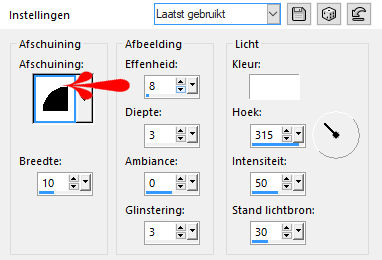 Instellingen
Laatst gebruikt
Afschuining
Afschuining:
Breedte:
10
Afbeelding
Effenheid:
8
Diepte:
3
Ambiance:
0
Glinstering:
3
Licht
Kleur:
Hoek:
315
Intensiteit:
50
Stand lichtbron:
30